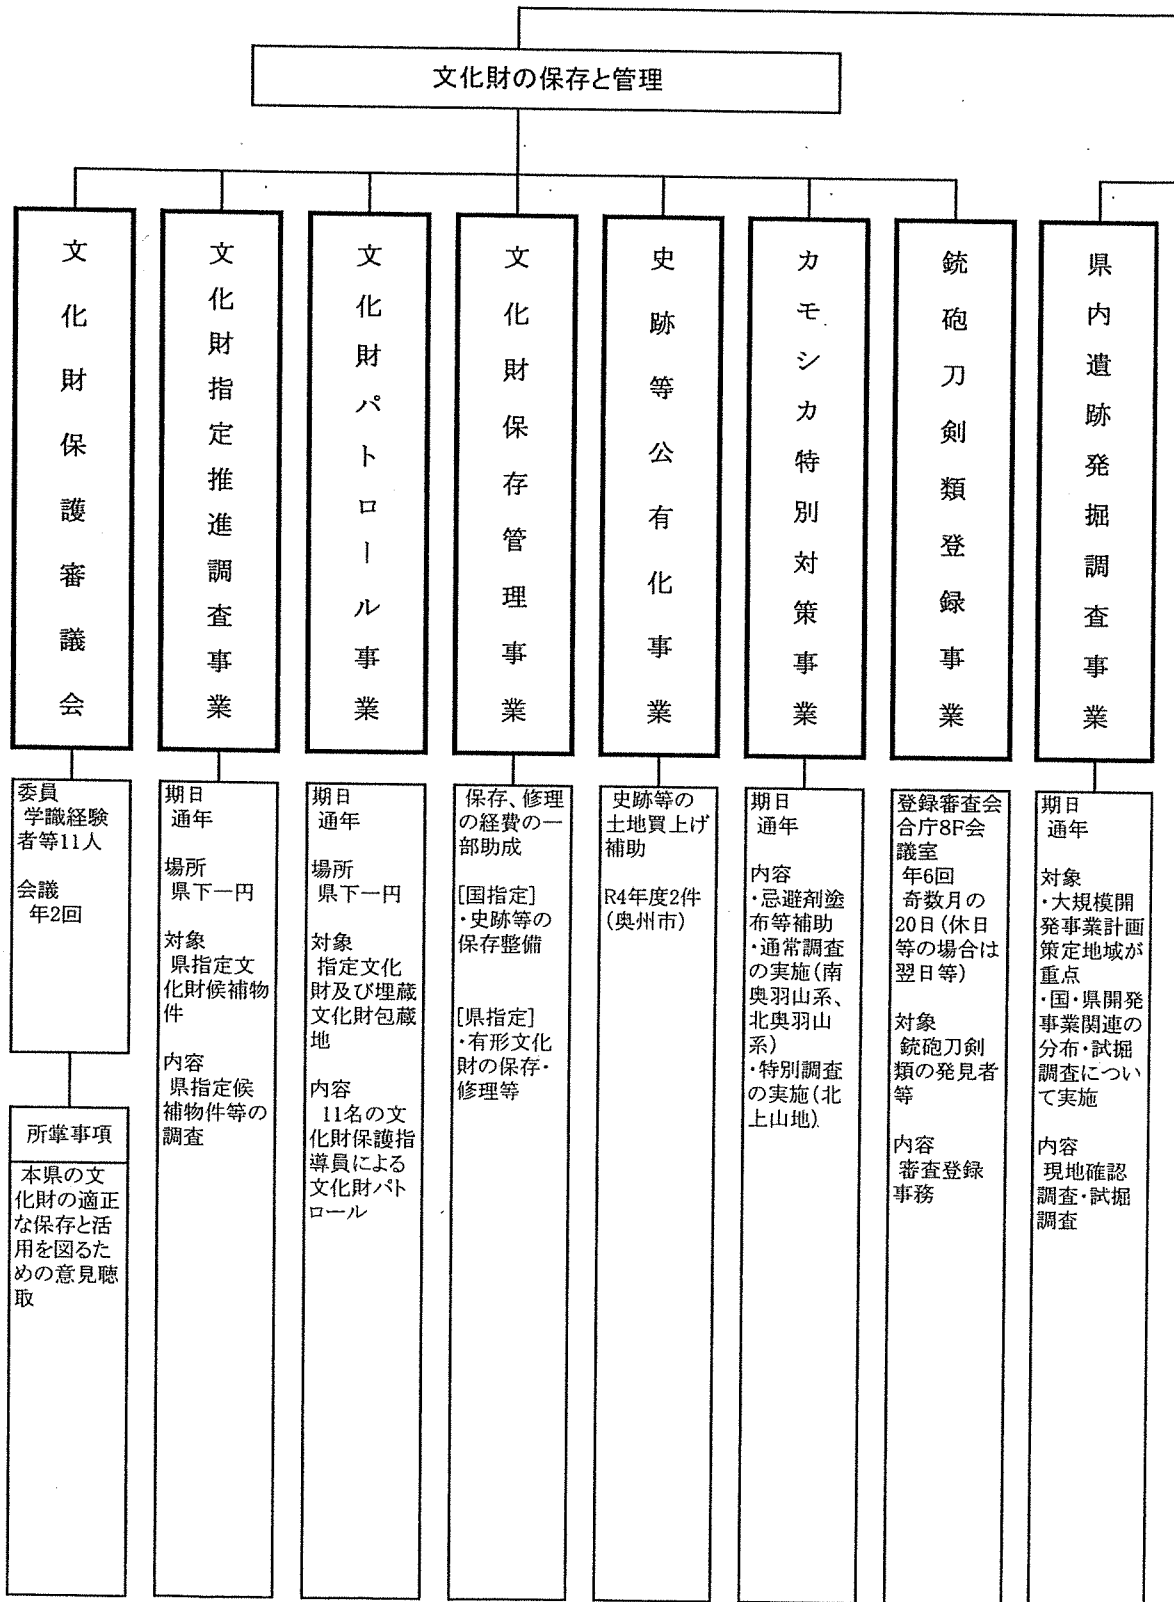 文化財の保存と管理
文化財保護審議会
委員
学識経験
者等11人
会議
年2回
所掌事項
本県の文
化財の適正
な保存と活
用を図るた
めの意見聴
取
文化財指定推進調査事業
期日
通年
場所
県下一円
対象
県指定文
化財候補物
件
内容
県指定候
補物件等の
調査
文化財パトロール事業
期日
通年
場所
県下一円
対象
指定文化
財及び埋蔵
文化財包蔵
地
内容
11名の文
化財保護指
導員による
文化財パト
ロール
文化財保存管理事業
保存、修理
の経費の一
部助成
[国指定]
・史跡等の
保存整備
[県指定]
・有形文化
財の保存・
修理等
史跡等公有化事業
史跡等の
土地買上げ
補助
R4年度2件
(奥州市)
カモシカ特別対策事業
期日
通年
内容
・忌避剤塗
布等補助
・通常調査
の実施(南
奥羽山系、
北奥羽山
系)
・特別調査
の実施(北
上山地)
銃砲刀剣類登録事業
登録審査会
合庁8F会
議室
年6回
奇数月の
20日(休日
等の場合は
翌日等)
対象
銃砲刀剣
類の発見者
等
内容
審査登録
事務
県内遺跡発掘調査事業
期日
通年
対象
・大規模開
発事業計画
策定地域が
重点
・国・県開発
事業関連の
分布・試掘
調査につい
て実施
内容
現地確認
調査・試掘
調査